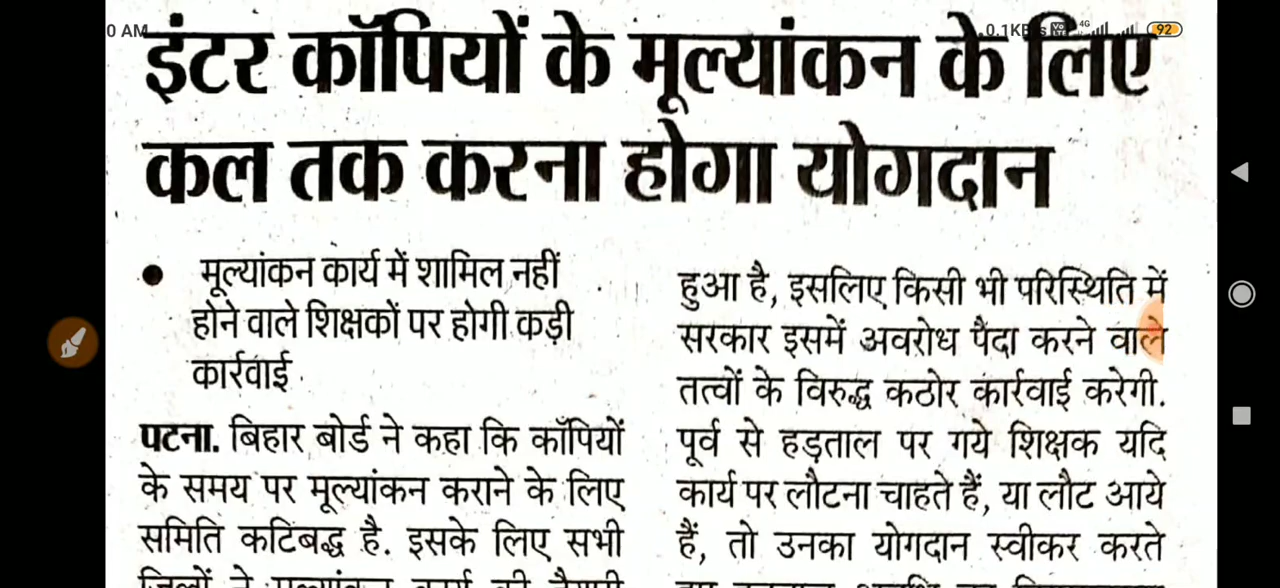 0 AM
0.1KB/s 4G 92
इंटर कॉपियों के मूल्यांकन के लिए
कल तक करना होगा योगदान
मूल्यांकन कार्य में शामिल नहीं
होने वाले शिक्षकों पर होगी कड़ी
कार्रवाई
पटना. बिहार बोर्ड ने कहा कि कॉपियों
के समय पर मूल्यांकन कराने के लिए
समिति कटिबद्ध है. इसके लिए सभी
जिलों ने मूल्यांकन कार्य की तैयारी
हुआ है, इसलिए किसी भी परिस्थिति में
सरकार इसमें अवरोध पैदा करने वाले
तत्वों के विरुद्ध कठोर कार्रवाई करेगी.
पूर्व से हड़ताल पर गये शिक्षक यदि
कार्य पर लौटना चाहते हैं, या लौट आये
हैं, तो उनका योगदान स्वीकार करते